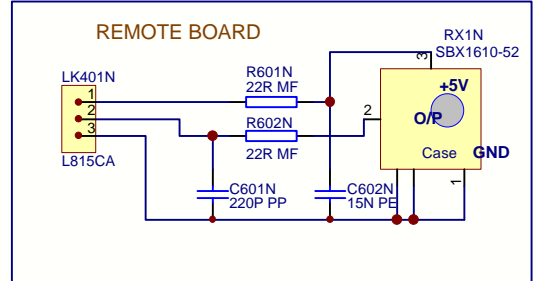 REMOTE BOARD
RX1N
SBX1610-52
LK401N
1
2
3
L815CA
R601N
22R MF
R602N
22R MF
C601N
220P PP
C602N
15N PE
3
+5V
2
O/P
Case
GND
1